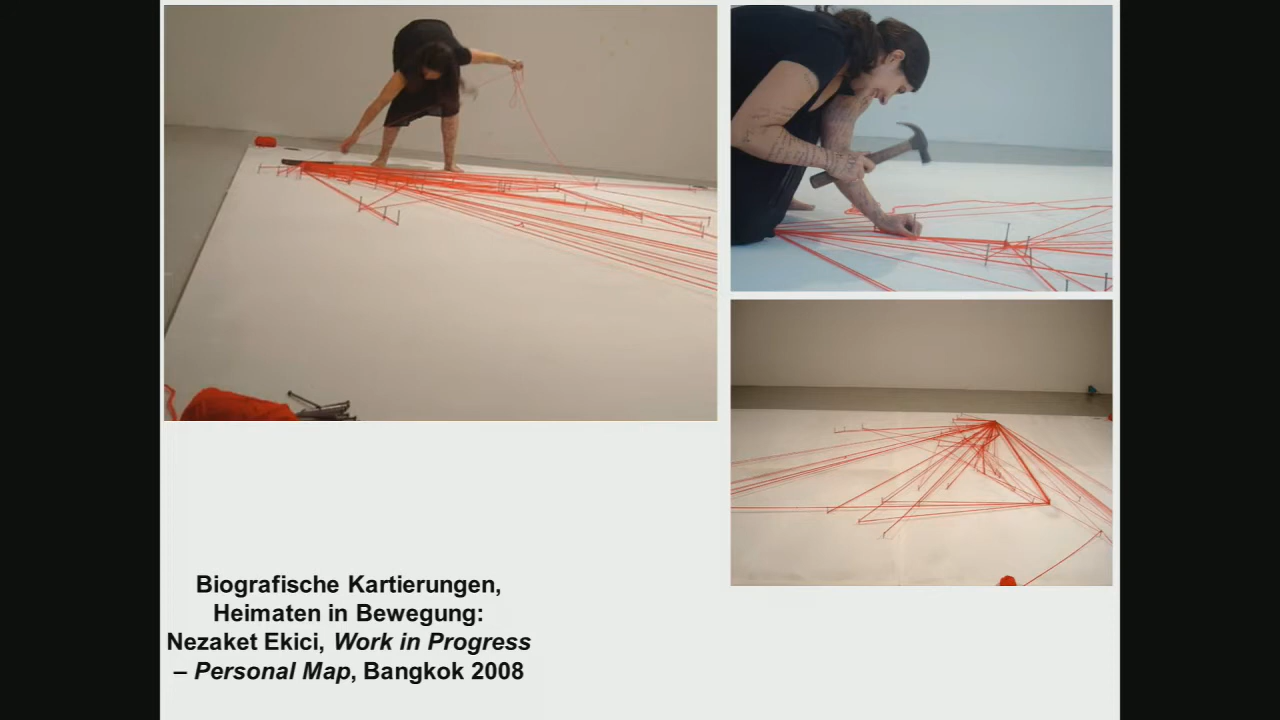 Biografische Kartierungen,
Heimaten in Bewegung:
Nezaket Ekici, Work in Progress
– Personal Map, Bangkok 2008